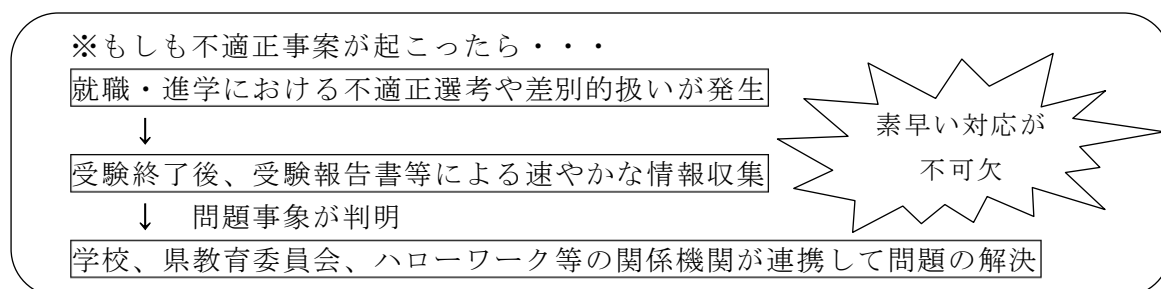 ※もしも不適正事案が起こったら・・・
就職・進学における不適正選考や差別的扱いが発生
↓
受験終了後、受験報告書等による速やかな情報収集
↓ 問題事象が判明
学校、県教育委員会、ハローワーク等の関係機関が連携して問題の解決
素早い対応が
不可欠